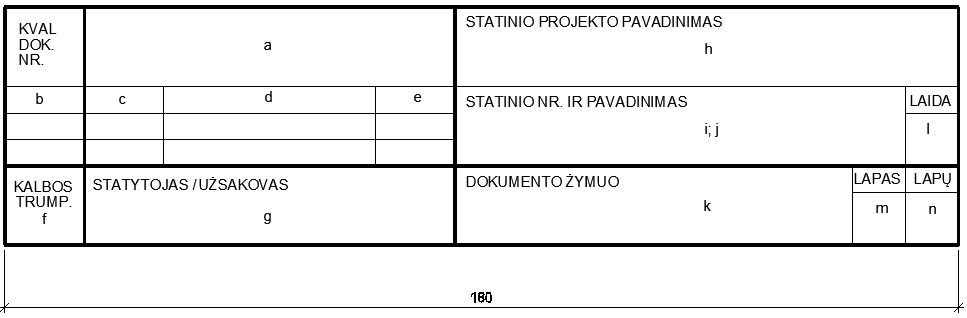 KVAL
DOK.
NR.
a
STATINIO PROJEKTO PAVADINIMAS
h
b
c
d
e
STATINIO NR. IR PAVADINIMAS
i; j
LAIDA
l
KALBOS
TRUMP.
f
STATYTOJAS / UŽSAKOVAS
g
DOKUMENTO ŽYMUO
k
LAPAS
m
LAPŲ
n